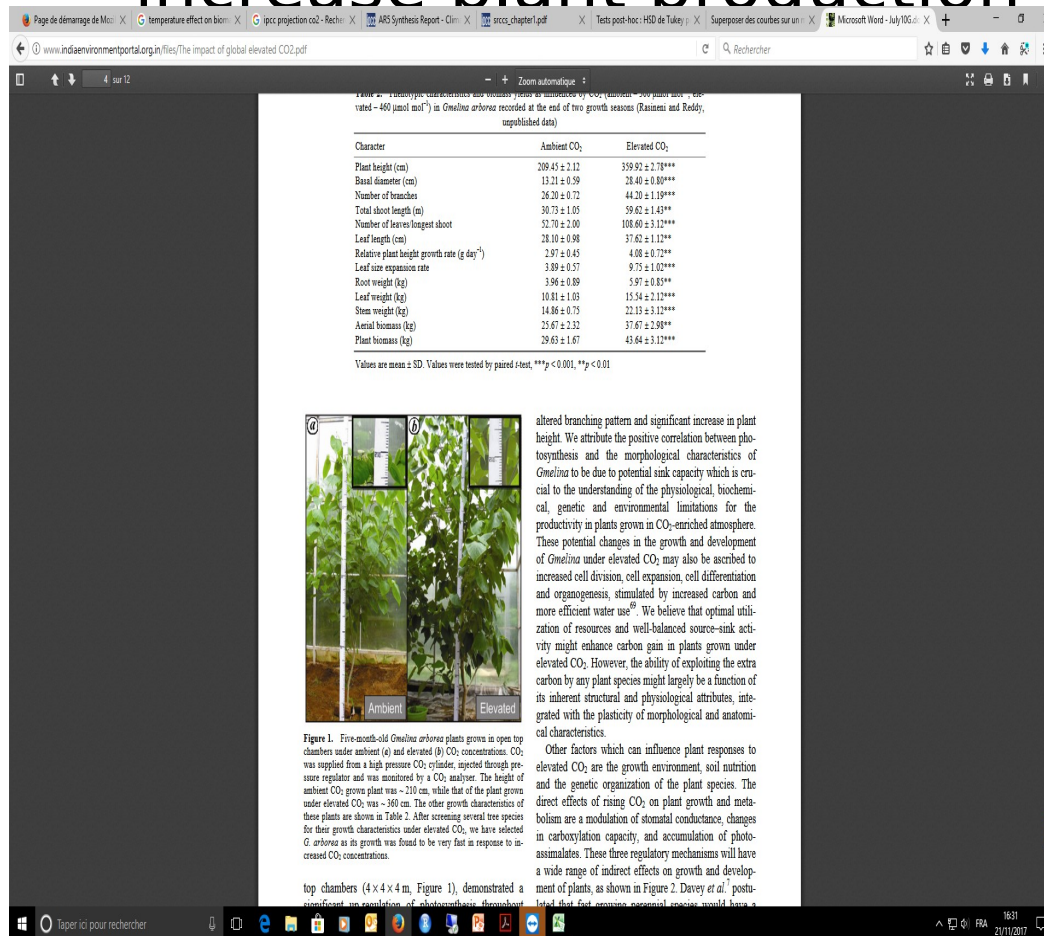 increase plant production
Page de démarrage de Moz
temperature effect on biom
ipcc projection co2 - Recher
AR5 Synthesis Report - Clim
srccs_chapter1.pdf
Tests post-hoc : HSD de Tukey p
Superposer des courbes sur un m
Microsoft Word - July10G.do
www.indiaenvironmentportal.org.in/files/The impact of global elevated CO2.pdf
Rechercher
4 sur 12
Zoom automatique
vated – 460 µmol mol⁻¹) in Gmelina arborea recorded at the end of two growth seasons (Rasineni and Reddy,
unpublished data)
Character Ambient CO₂ Elevated CO₂
Plant height (cm) 209.45 ± 2.12 359.92 ± 2.78***
Basal diameter (cm) 13.21 ± 0.59 28.40 ± 0.80***
Number of branches 26.20 ± 0.72 44.20 ± 1.19***
Total shoot length (m) 30.73 ± 1.05 59.62 ± 1.43**
Number of leaves/longest shoot 52.70 ± 2.00 108.60 ± 3.12***
Leaf length (cm) 28.10 ± 0.98 37.62 ± 1.12**
Relative plant height growth rate (g day⁻¹) 2.97 ± 0.45 4.08 ± 0.72**
Leaf size expansion rate 3.89 ± 0.57 9.75 ± 1.02***
Root weight (kg) 3.96 ± 0.89 5.97 ± 0.85**
Leaf weight (kg) 10.81 ± 1.03 15.54 ± 2.12***
Stem weight (kg) 14.86 ± 0.75 22.13 ± 3.12***
Aerial biomass (kg) 25.67 ± 2.32 37.67 ± 2.98**
Plant biomass (kg) 29.63 ± 1.67 43.64 ± 3.12***
Values are mean ± SD. Values were tested by paired t-test, ***p < 0.001, **p < 0.01
a
b
Ambient
Elevated
Figure 1. Five-month-old Gmelina arborea plants grown in open top
chambers under ambient (a) and elevated (b) CO₂ concentrations. CO₂
was supplied from a high pressure CO₂ cylinder, injected through pre-
ssure regulator and was monitored by a CO₂ analyser. The height of
ambient CO₂ grown plant was ~ 210 cm, while that of the plant grown
under elevated CO₂ was ~ 360 cm. The other growth characteristics of
these plants are shown in Table 2. After screening several tree species
for their growth characteristics under elevated CO₂, we have selected
G. arborea as its growth was found to be very fast in response to in-
creased CO₂ concentrations.
top chambers (4 × 4 × 4 m, Figure 1), demonstrated a
significant up-regulation of photosynthesis throughout
altered branching pattern and significant increase in plant
height. We attribute the positive correlation between pho-
tosynthesis and the morphological characteristics of
Gmelina to be due to potential sink capacity which is cru-
cial to the understanding of the physiological, biochemi-
cal, genetic and environmental limitations for the
productivity in plants grown in CO₂-enriched atmosphere.
These potential changes in the growth and development
of Gmelina under elevated CO₂ may also be ascribed to
increased cell division, cell expansion, cell differentiation
and organogenesis, stimulated by increased carbon and
more efficient water use⁶⁹. We believe that optimal utili-
zation of resources and well-balanced source–sink acti-
vity might enhance carbon gain in plants grown under
elevated CO₂. However, the ability of exploiting the extra
carbon by any plant species might largely be a function of
its inherent structural and physiological attributes, inte-
grated with the plasticity of morphological and anatomi-
cal characteristics.
Other factors which can influence plant responses to
elevated CO₂ are the growth environment, soil nutrition
and the genetic organization of the plant species. The
direct effects of rising CO₂ on plant growth and meta-
bolism are a modulation of stomatal conductance, changes
in carboxylation capacity, and accumulation of photo-
assimalates. These three regulatory mechanisms will have
a wide range of indirect effects on growth and develop-
ment of plants, as shown in Figure 2. Davey et al.⁷ postu-
lated that fast growing perennial species would have a
Taper ici pour rechercher
FRA
16:31
21/11/2017